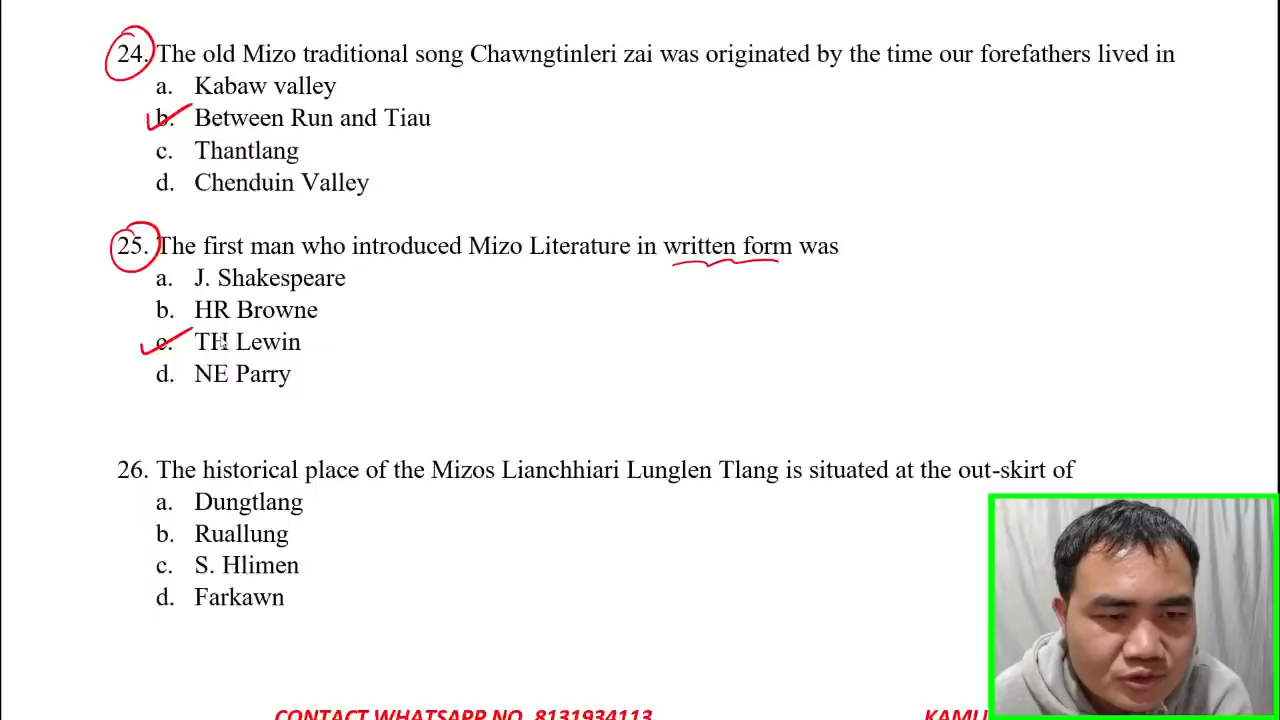 24. The old Mizo traditional song Chawngtinleri zai was originated by the time our forefathers lived in
a. Kabaw valley
b. Between Run and Tiau
c. Thantlang
d. Chenduin Valley
25. The first man who introduced Mizo Literature in written form was
a. J. Shakespeare
b. HR Browne
c. TH Lewin
d. NE Parry
26. The historical place of the Mizos Lianchhiari Lunglen Tlang is situated at the out-skirt of
a. Dungtlang
b. Ruallung
c. S. Hlimen
d. Farkawn
CONTACT WHATSAPP NO. 8131934113